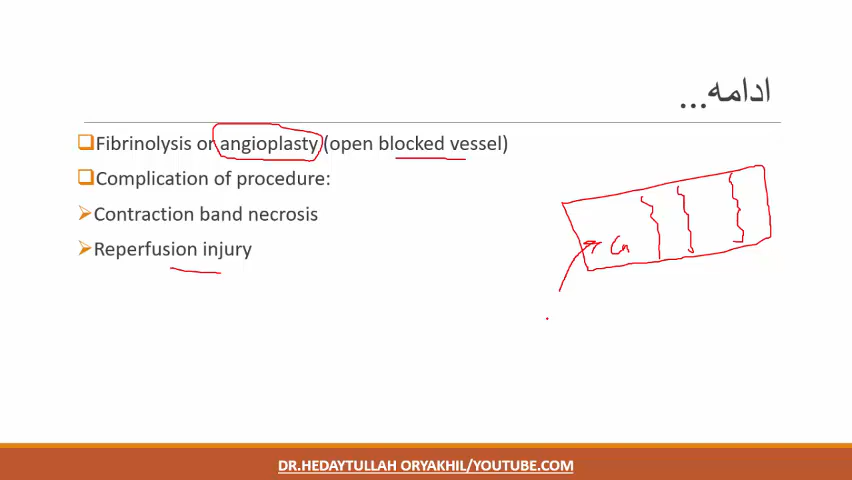 ادامه...
Fibrinolysis or angioplasty (open blocked vessel)
Complication of procedure:
Contraction band necrosis
Reperfusion injury
Ca
DR.HEDAYTULLAH ORYAKHIL/YOUTUBE.COM